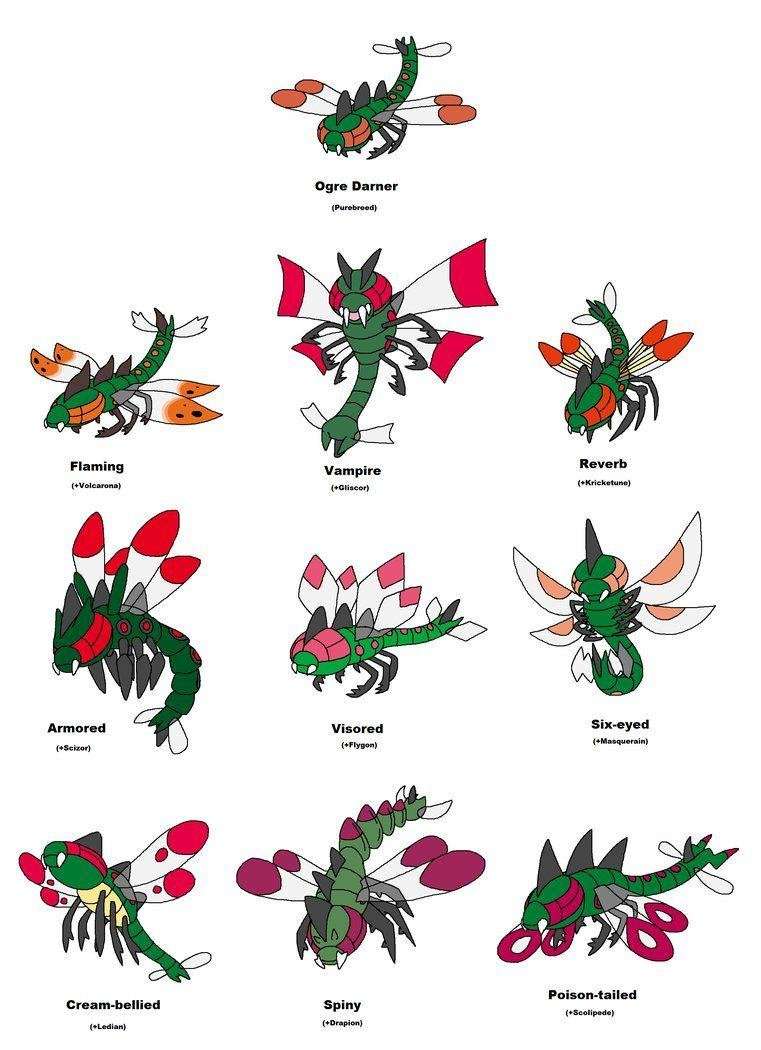 Ogre Darner
(Purebreed)
Flaming
(+Volcarona)
Vampire
(+Gliscor)
Reverb
(+Kricketune)
Armored
(+Scizor)
Visored
(+Flygon)
Six-eyed
(+Masquerain)
Cream-bellied
(+Ledian)
Spiny
(+Drapion)
Poison-tailed
(+Scolipede)